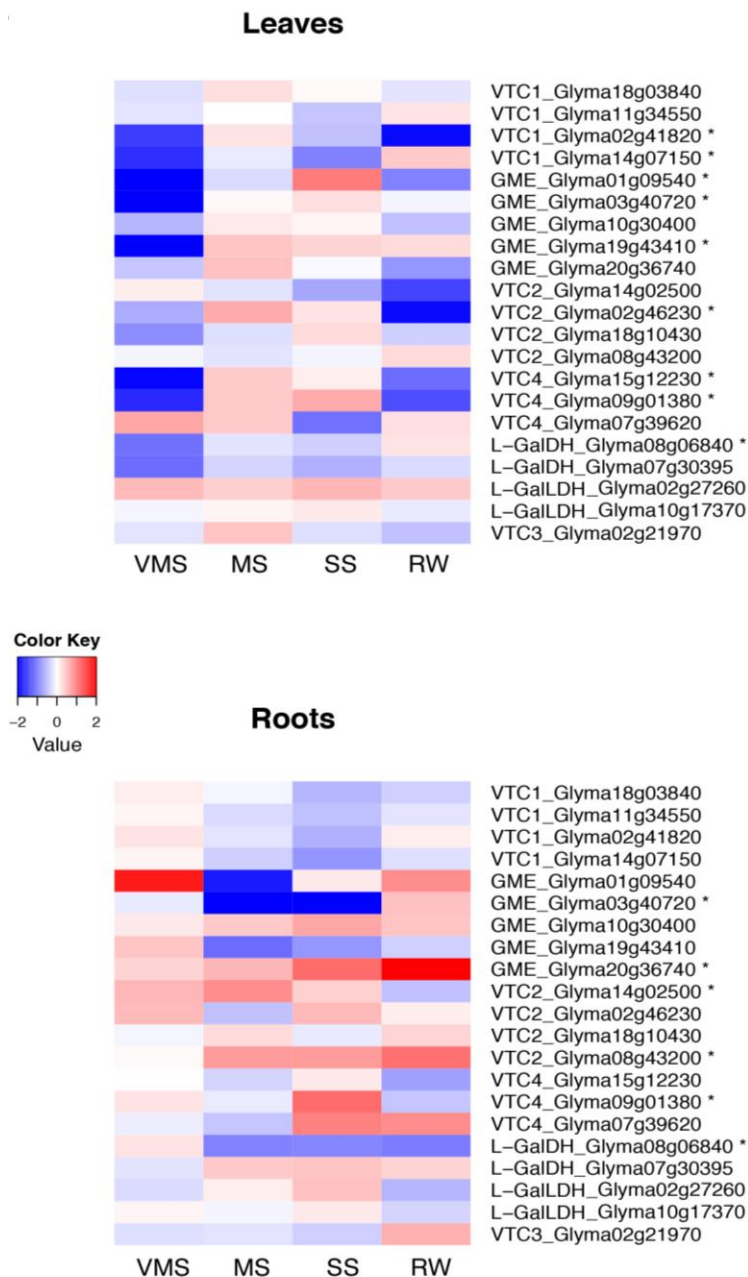 Leaves
VTC1_Glyma18g03840
VTC1_Glyma11g34550
VTC1_Glyma02g41820 *
VTC1_Glyma14g07150 *
GME_Glyma01g09540 *
GME_Glyma03g40720 *
GME_Glyma10g30400
GME_Glyma19g43410 *
GME_Glyma20g36740
VTC2_Glyma14g02500
VTC2_Glyma02g46230 *
VTC2_Glyma18g10430
VTC2_Glyma08g43200
VTC4_Glyma15g12230 *
VTC4_Glyma09g01380 *
VTC4_Glyma07g39620
L-GalDH_Glyma08g06840 *
L-GalDH_Glyma07g30395
L-GalLDH_Glyma02g27260
L-GalLDH_Glyma10g17370
VTC3_Glyma02g21970
VMS MS SS RW
Color Key
-2 0 2
Value
Roots
VTC1_Glyma18g03840
VTC1_Glyma11g34550
VTC1_Glyma02g41820
VTC1_Glyma14g07150
GME_Glyma01g09540
GME_Glyma03g40720 *
GME_Glyma10g30400
GME_Glyma19g43410
GME_Glyma20g36740 *
VTC2_Glyma14g02500 *
VTC2_Glyma02g46230
VTC2_Glyma18g10430
VTC2_Glyma08g43200 *
VTC4_Glyma15g12230
VTC4_Glyma09g01380 *
VTC4_Glyma07g39620
L-GalDH_Glyma08g06840 *
L-GalDH_Glyma07g30395
L-GalLDH_Glyma02g27260
L-GalLDH_Glyma10g17370
VTC3_Glyma02g21970
VMS MS SS RW